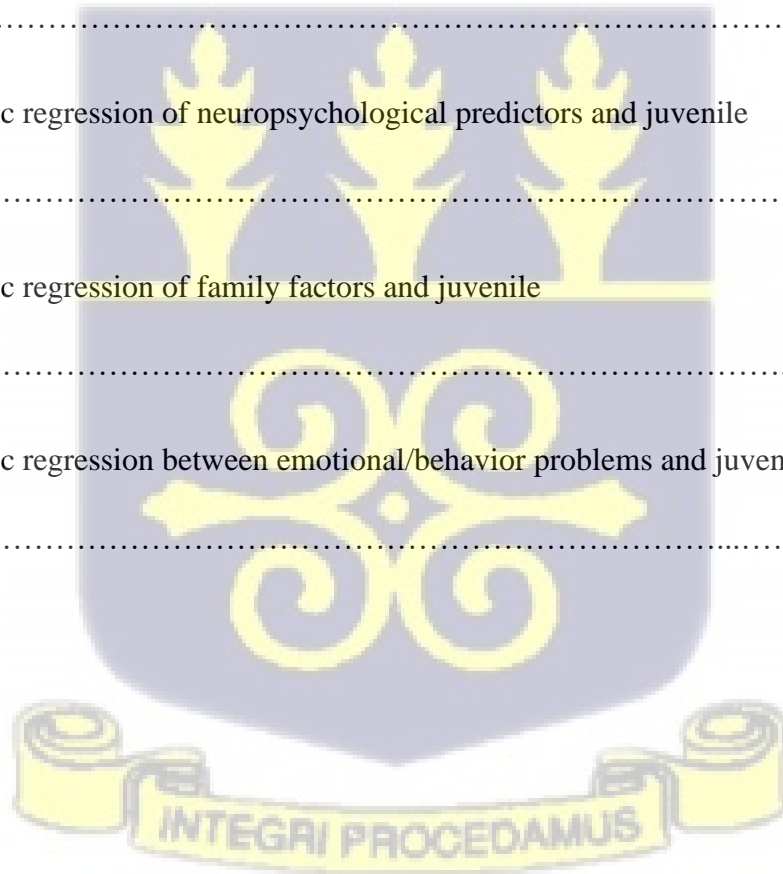 ……………………………………………………………………
c regression of neuropsychological predictors and juvenile
……………………………………………………………………
c regression of family factors and juvenile
……………………………………………………………………
c regression between emotional/behavior problems and juven
…………………………………………………………………..……
INTEGRI PROCEDAMUS